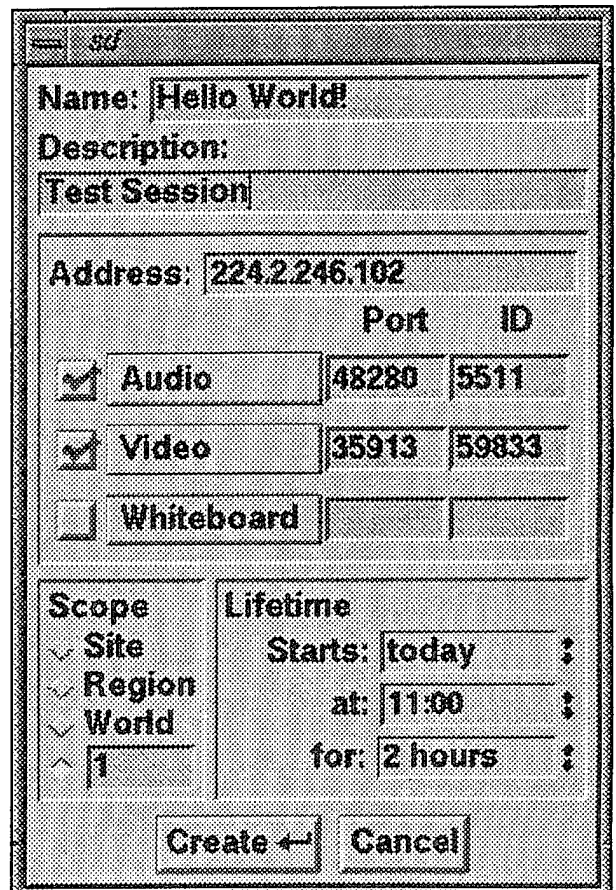 sd
Name: Hello World!
Description:
Test Session
Address: 224.2.246.102
Port ID
Audio 48280 5511
Video 35913 59833
Whiteboard
Scope
Site
Region
World
1
Lifetime
Starts: today
at: 11:00
for: 2 hours
Create Cancel